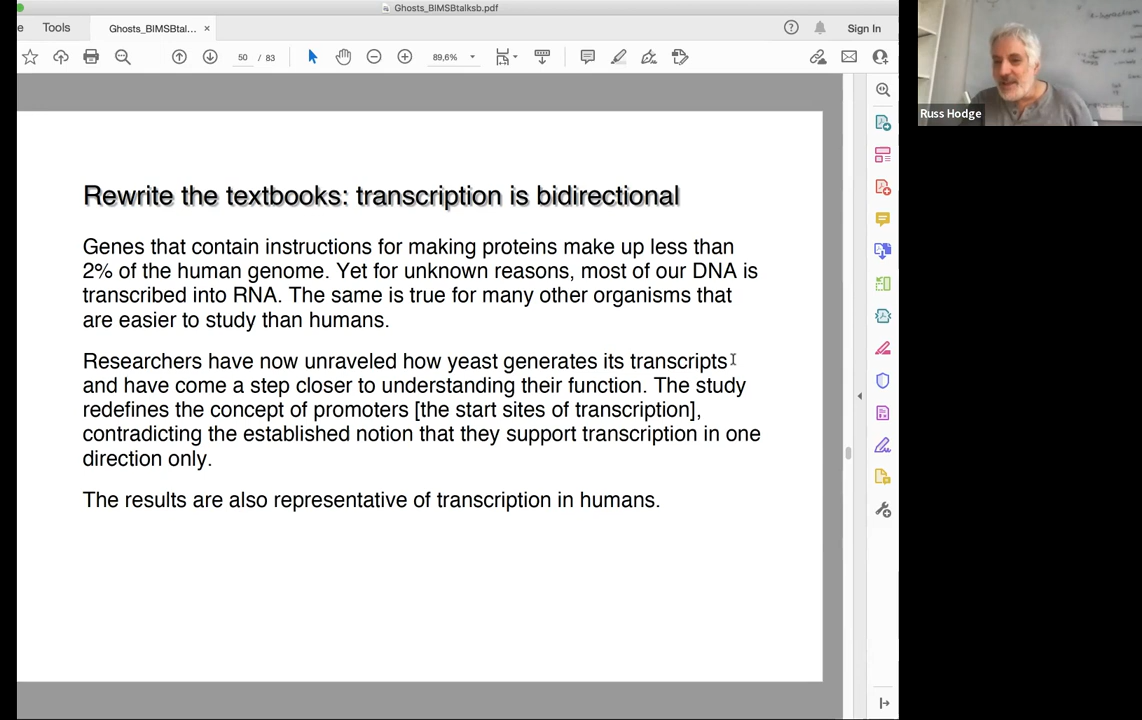 Ghosts_BIMSBtalksb.pdf
e Tools Ghosts_BIMSBtal... × Sign In
50 / 83 89,6%
Russ Hodge
Rewrite the textbooks: transcription is bidirectional
Genes that contain instructions for making proteins make up less than
2% of the human genome. Yet for unknown reasons, most of our DNA is
transcribed into RNA. The same is true for many other organisms that
are easier to study than humans.
Researchers have now unraveled how yeast generates its transcripts
and have come a step closer to understanding their function. The study
redefines the concept of promoters [the start sites of transcription],
contradicting the established notion that they support transcription in one
direction only.
The results are also representative of transcription in humans.